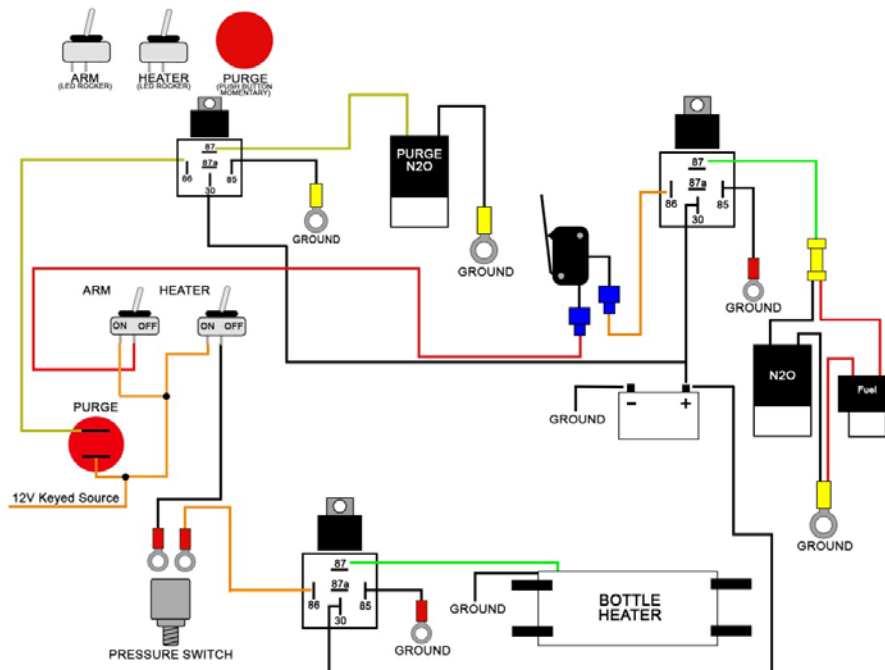 ARM
(LED ROCKER)
HEATER
(LED ROCKER)
PURGE
(PUSH BUTTON
MOMENTARY)
87
87a
86
85
30
GROUND
PURGE
N2O
GROUND
87
87a
86
85
30
GROUND
ARM
HEATER
ON OFF
ON OFF
PURGE
12V Keyed Source
GROUND
-
+
N2O
Fuel
GROUND
PRESSURE SWITCH
87
87a
86
85
30
GROUND
GROUND
BOTTLE
HEATER